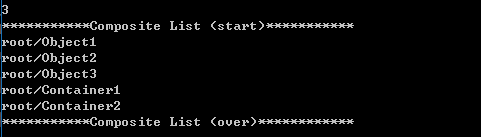 3
***********Composite List (start)***********
root/Object1
root/Object2
root/Object3
root/Container1
root/Container2
***********Composite List (over)************